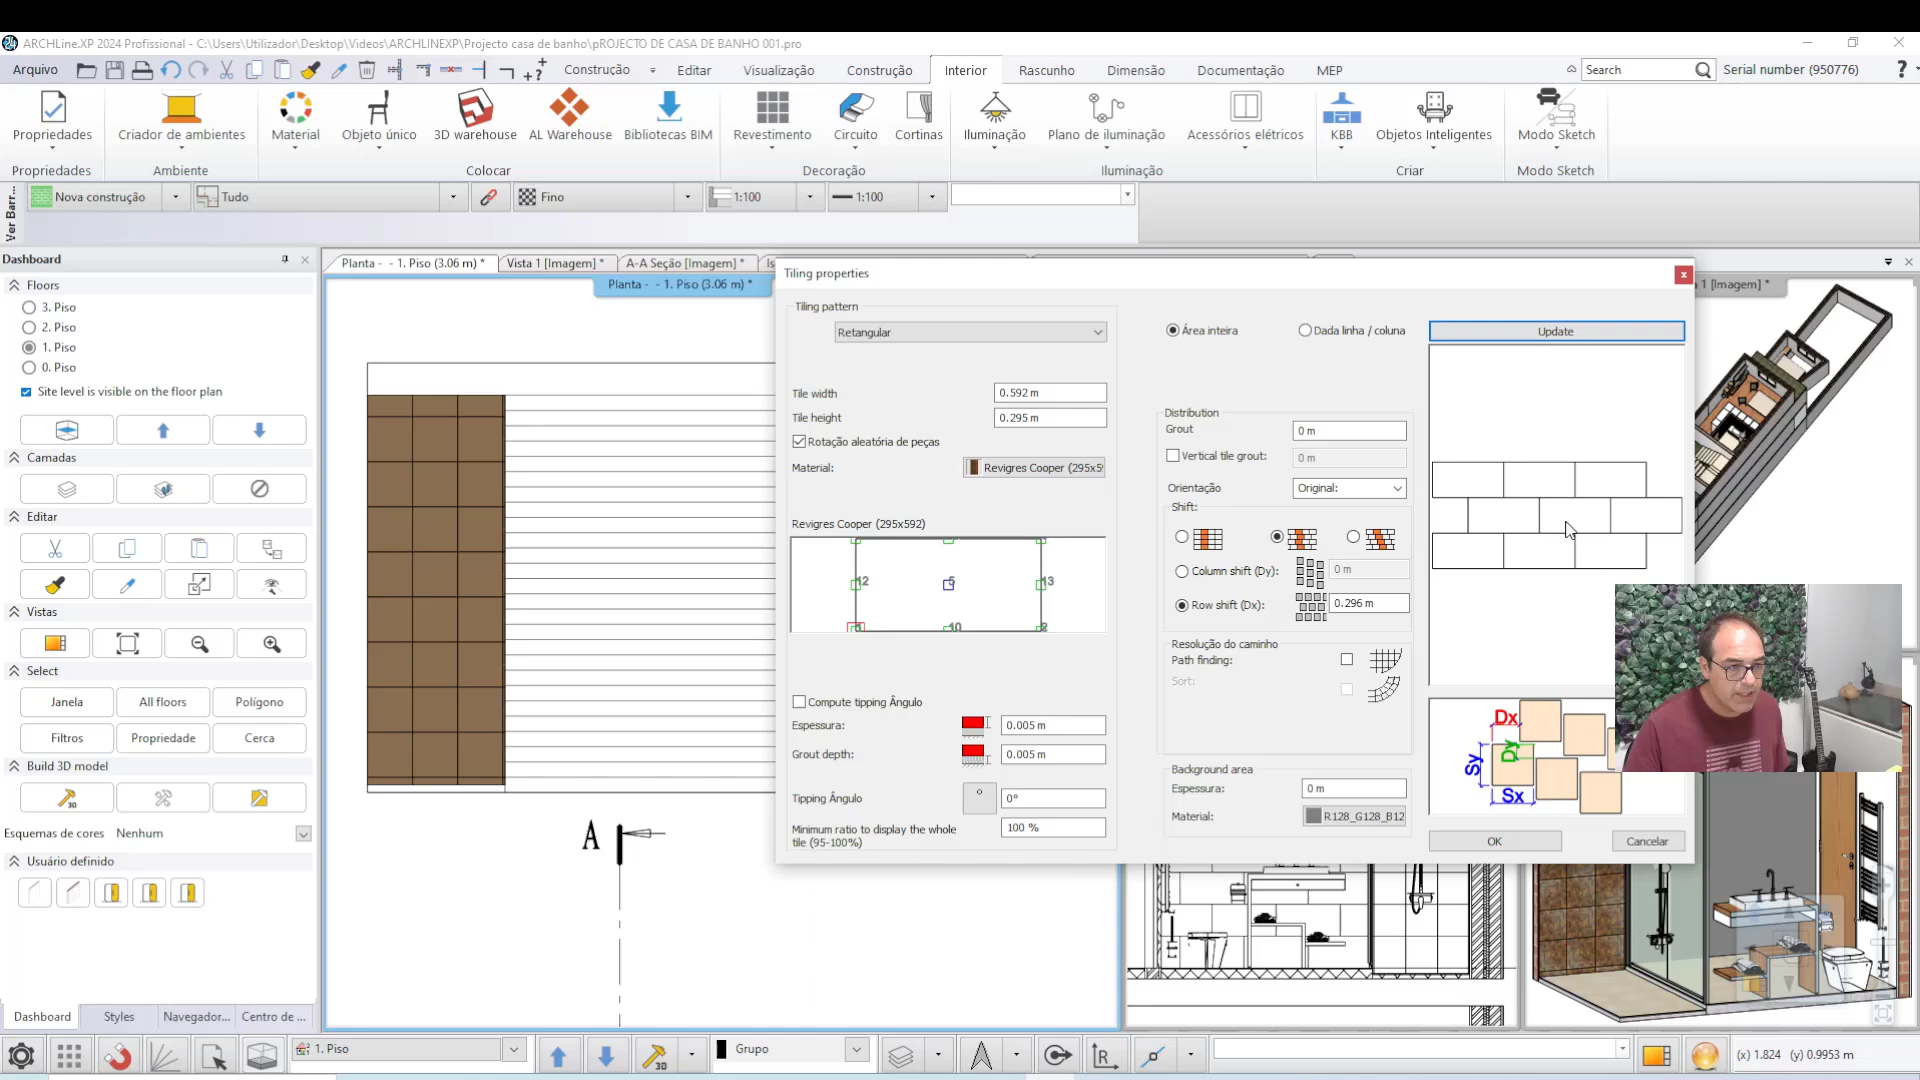 ARCHLine.XP 2024 Profissional - C:\Users\Utilizador\Desktop\Videos\ARCHLINEXP\Projecto casa de banho\pROJECTO DE CASA DE BANHO 001.pro
Arquivo
Construção
Editar
Visualização
Construção
Interior
Rascunho
Dimensão
Documentação
MEP
Search
Serial number (950776)
Propriedades
Criador de ambientes
Material
Objeto único
3D warehouse
AL Warehouse
Bibliotecas BIM
Revestimento
Circuito
Cortinas
Iluminação
Plano de iluminação
Acessórios elétricos
KBB
Objetos Inteligentes
Modo Sketch
Propriedades
Ambiente
Colocar
Decoração
Iluminação
Criar
Modo Sketch
Ver Barr...
Nova construção
Tudo
Fino
1:100
1:100
Dashboard
Floors
3. Piso
2. Piso
1. Piso
0. Piso
Site level is visible on the floor plan
Camadas
Editar
Vistas
Select
Janela
All floors
Polígono
Filtros
Propriedade
Cerca
Build 3D model
Esquemas de cores
Nenhum
Usuário definido
Dashboard
Styles
Navegador...
Centro de ...
Planta - - 1. Piso (3.06 m) *
Vista 1 [Imagem] *
A-A Seção [Imagem] *
Planta - - 1. Piso (3.06 m) *
1 [Imagem] *
A
Tiling properties
Tiling pattern
Retangular
Tile width
0.592 m
Tile height
0.295 m
Rotação aleatória de peças
Material:
Revigres Cooper (295x5
Revigres Cooper (295x592)
12
5
13
1
10
2
Compute tipping Ângulo
Espessura:
0.005 m
Grout depth:
0.005 m
Tipping Ângulo
0°
Minimum ratio to display the whole
tile (95-100%)
100 %
Área inteira
Dada linha / coluna
Update
Distribution
Grout
0 m
Vertical tile grout:
0 m
Orientação
Original:
Shift:
Column shift (Dy):
0 m
Row shift (Dx):
0.296 m
Resolução do caminho
Path finding:
Sort:
Background area
Espessura:
0 m
Material:
R128_G128_B12
Dx
Dy
Sy
Sx
OK
Cancelar
1. Piso
Grupo
(x) 1.824 (y) 0.9953 m